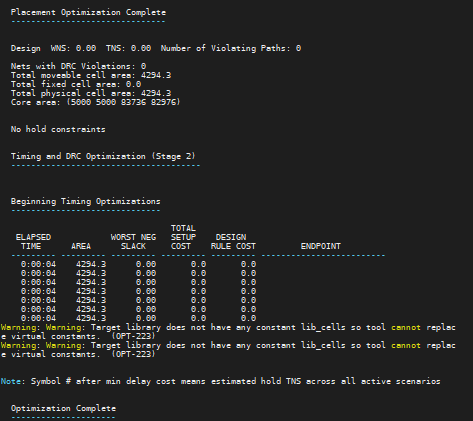 Placement Optimization Complete
-------------------------------
Design  WNS: 0.00  TNS: 0.00  Number of Violating Paths: 0
Nets with DRC Violations: 0
Total moveable cell area: 4294.3
Total fixed cell area: 0.0
Total physical cell area: 4294.3
Core area: (5000 5000 83736 82976)
No hold constraints
Timing and DRC Optimization (Stage 2)
--------------------------------------
Beginning Timing Optimizations
------------------------------
TOTAL
ELAPSED            WORST NEG   SETUP    DESIGN
TIME      AREA      SLACK     COST    RULE COST         ENDPOINT
--------- --------- --------- --------- --------- -------------------------
0:00:04    4294.3      0.00       0.0       0.0
0:00:04    4294.3      0.00       0.0       0.0
0:00:04    4294.3      0.00       0.0       0.0
0:00:04    4294.3      0.00       0.0       0.0
0:00:04    4294.3      0.00       0.0       0.0
0:00:04    4294.3      0.00       0.0       0.0
0:00:04    4294.3      0.00       0.0       0.0
Warning: Warning: Target library does not have any constant lib_cells so tool cannot replac
e virtual constants.  (OPT-223)
Warning: Warning: Target library does not have any constant lib_cells so tool cannot replac
e virtual constants.  (OPT-223)
Note: Symbol # after min delay cost means estimated hold TNS across all active scenarios
Optimization Complete
---------------------